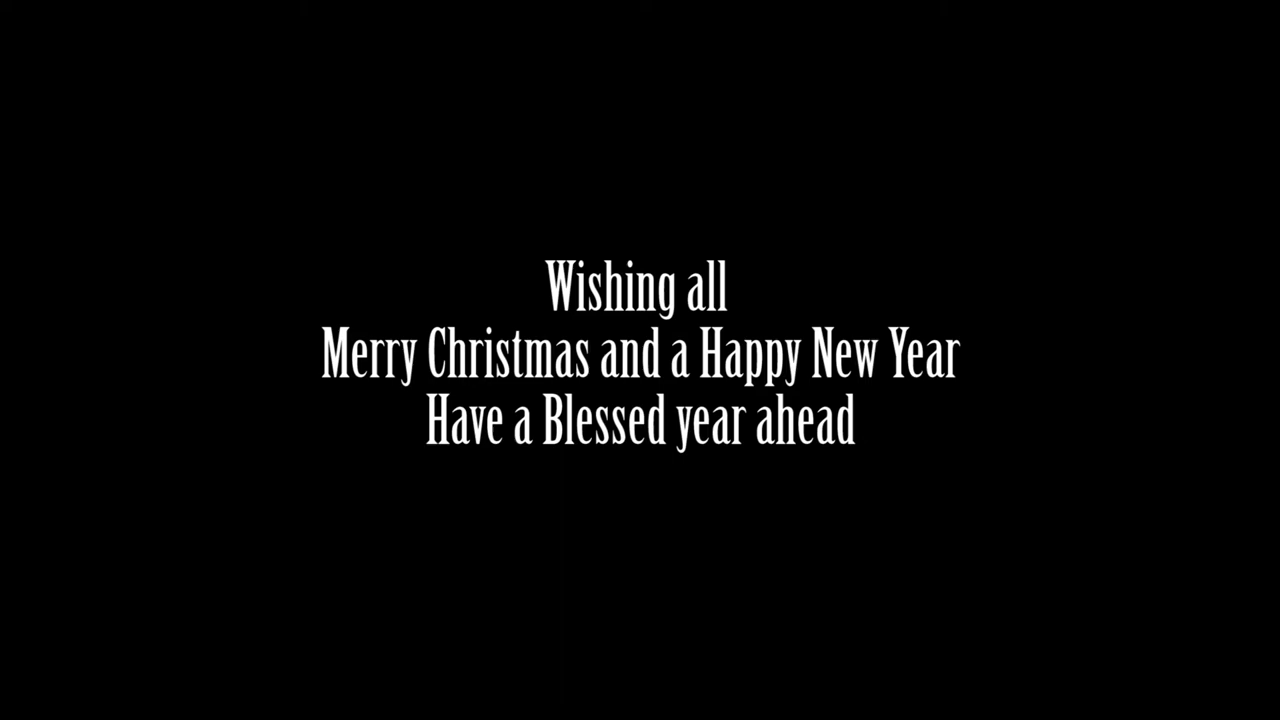 Wishing all
Merry Christmas and a Happy New Year
Have a Blessed year ahead